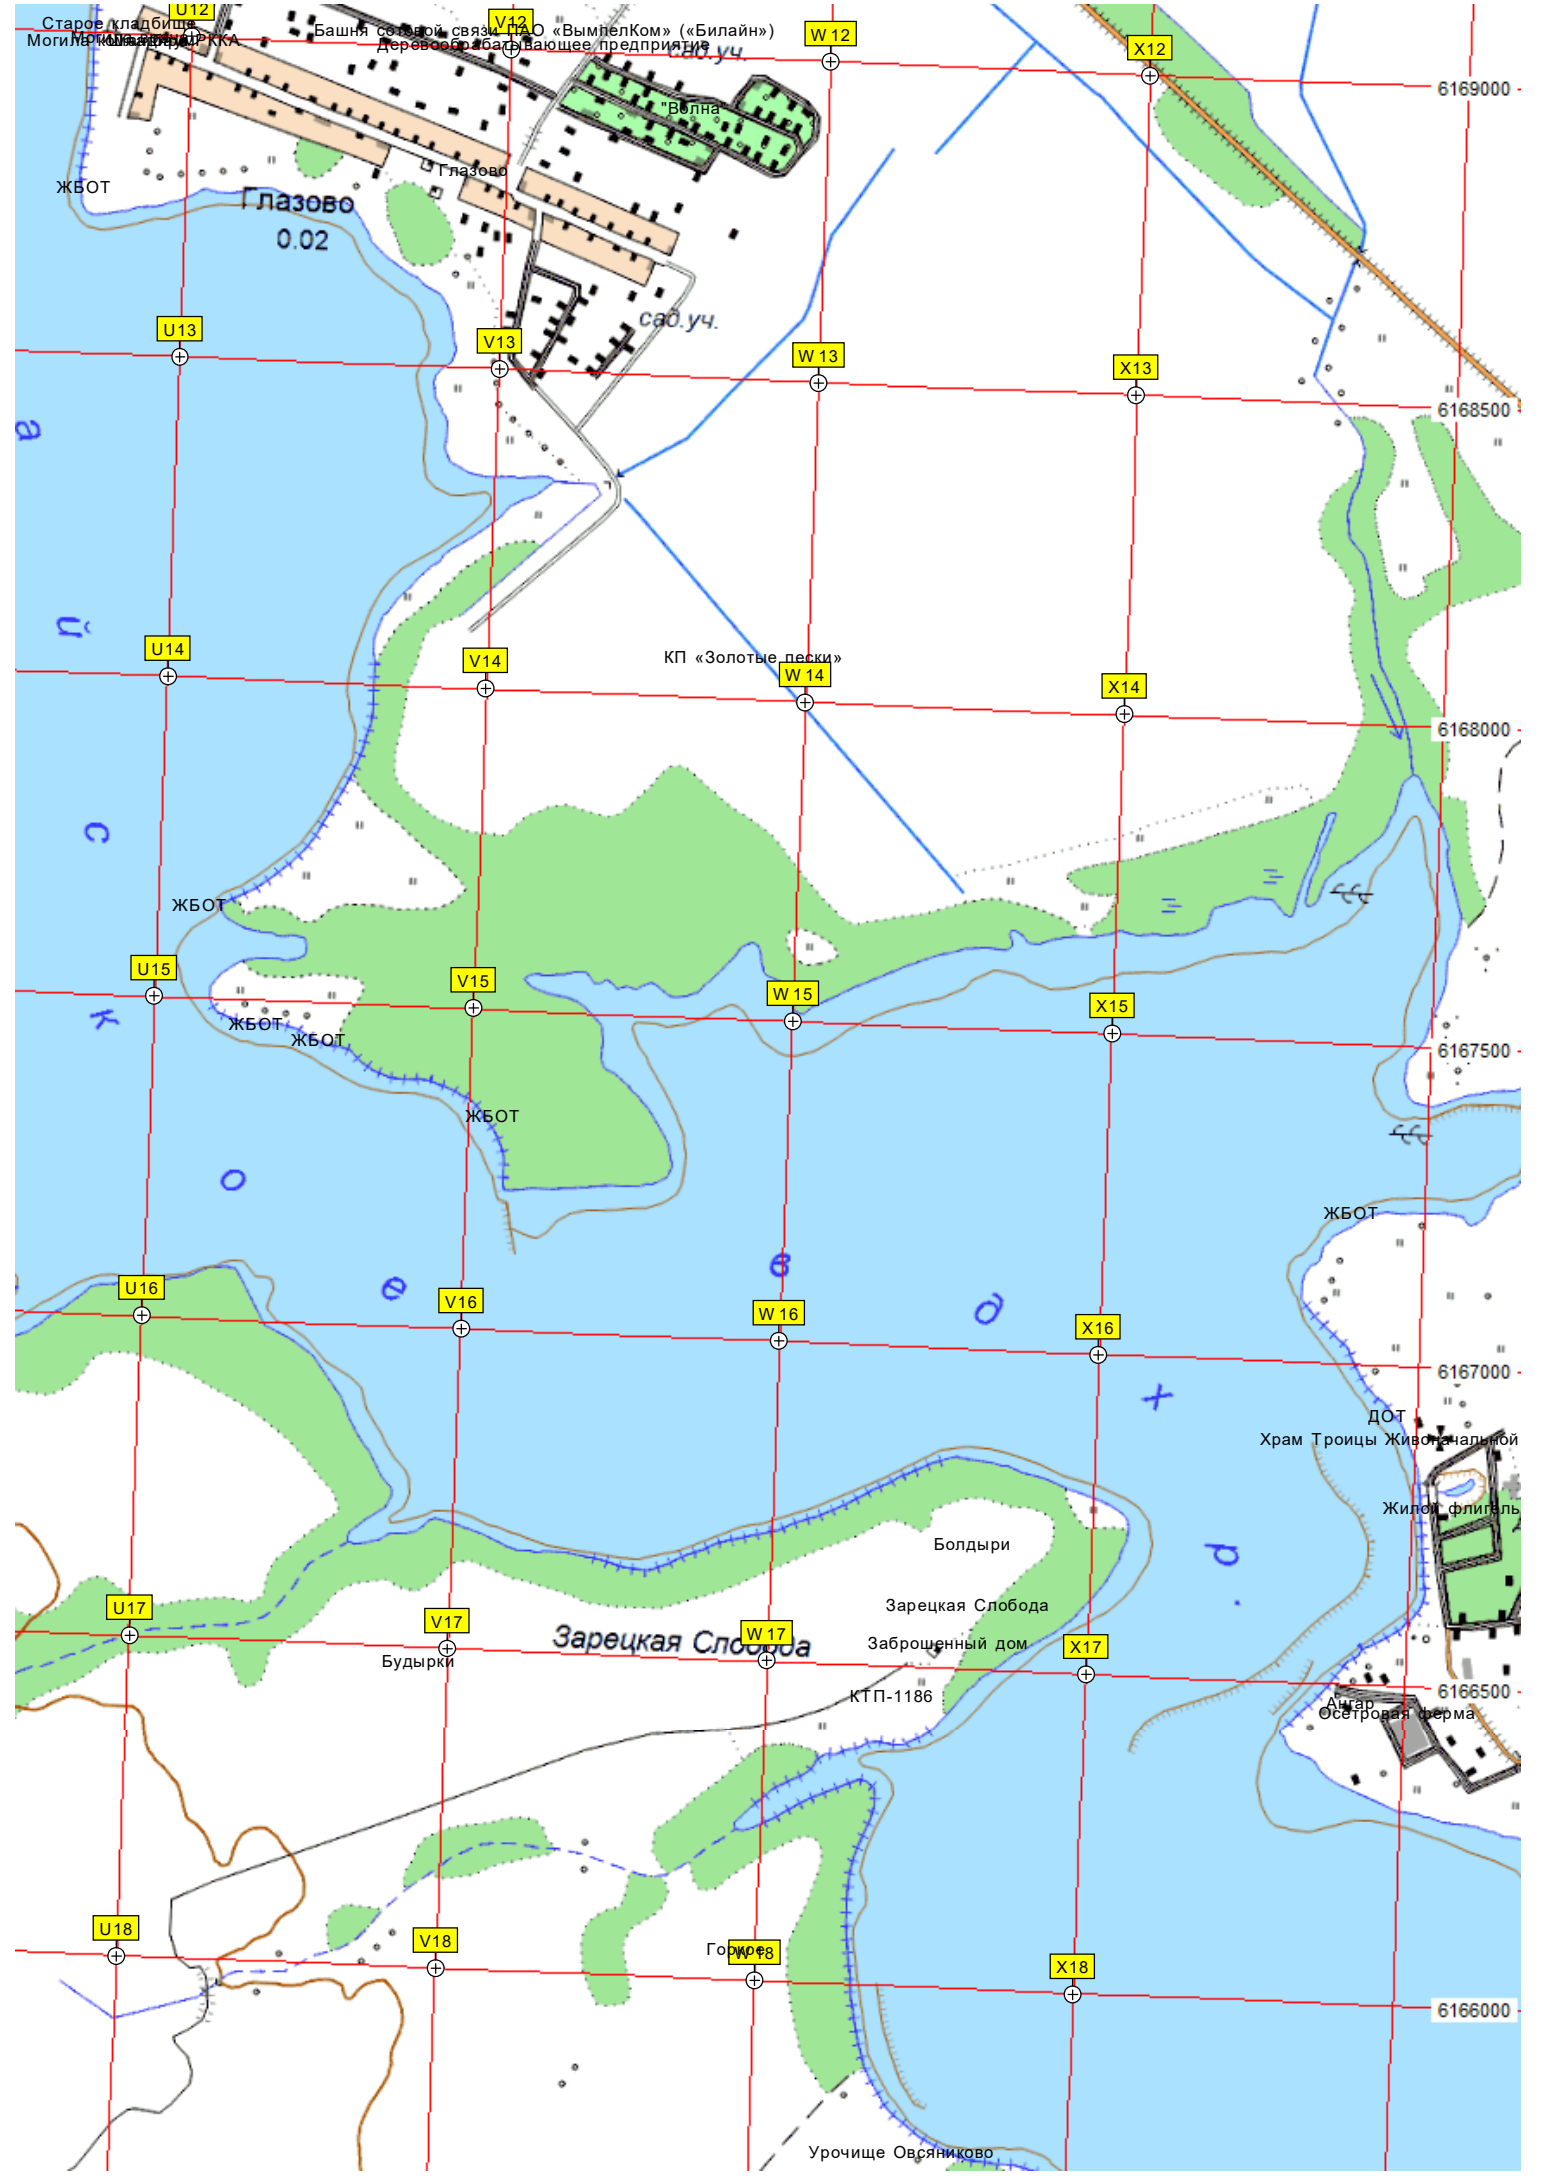 U12
Старое кладбище
V12
Башня сотовой связи ПАО «ВымпелКом» («Билайн»)
Деревообрабатывающее предприятие
сад.уч.
W 12
X12
6169000
"Волна"
Глазово
ЖБОТ
Глазово
0.02
U13
V13
сад.уч.
W 13
X13
6168500
а
й
U14
V14
КП «Золотые пески»
W 14
X14
6168000
с
ЖБОТ
U15
V15
W 15
X15
к
ЖБОТ
ЖБОТ
6167500
ЖБОТ
о
ЖБОТ
U16
е
V16
в
W 16
д
X16
6167000
х
ДОТ
Храм Троицы Живоначальной
Жилой флигель
Болдыри
р.
U17
V17
Зарецкая Слобода
Зарецкая Слобода
W 17
Заброшенный дом
X17
Будырки
КТП-1186
6166500
Ангар
Осетровая ферма
U18
V18
Горкое
W 18
X18
6166000
Урочище Овсяниково